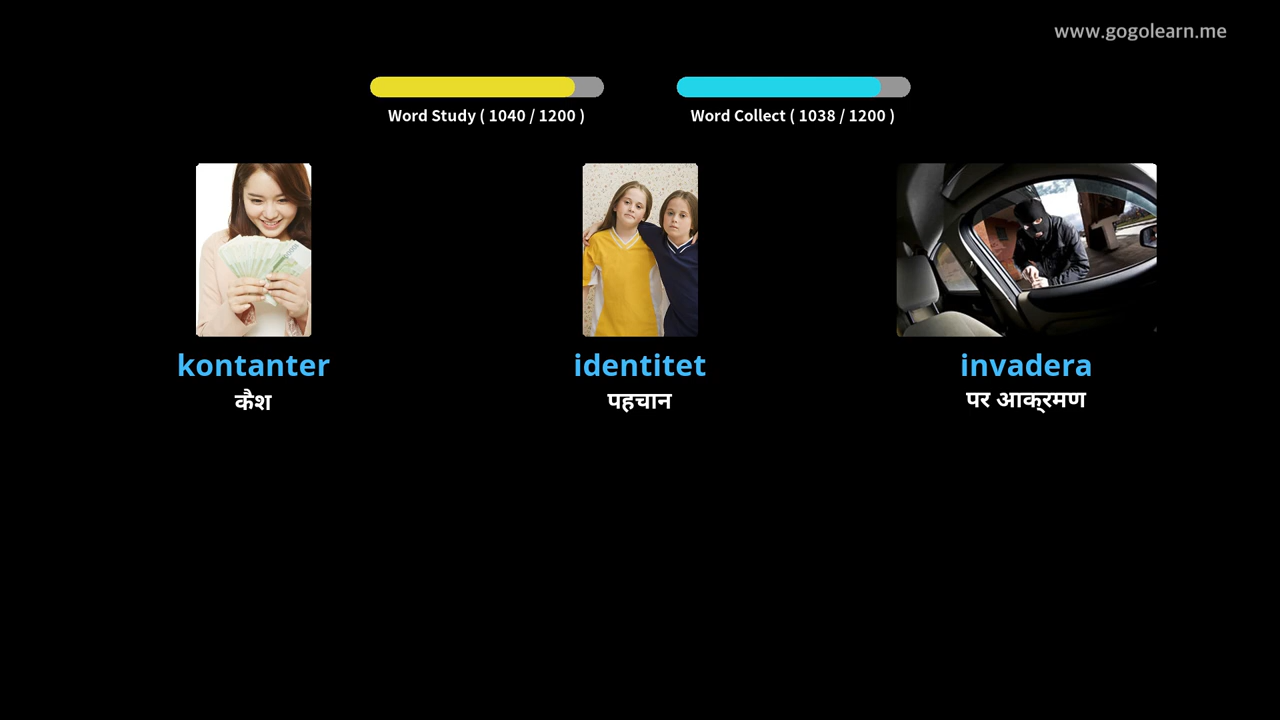 www.gogolearn.me
Word Study ( 1040 / 1200 )
Word Collect ( 1038 / 1200 )
kontanter
कैश
identitet
पहचान
invadera
पर आक्रमण